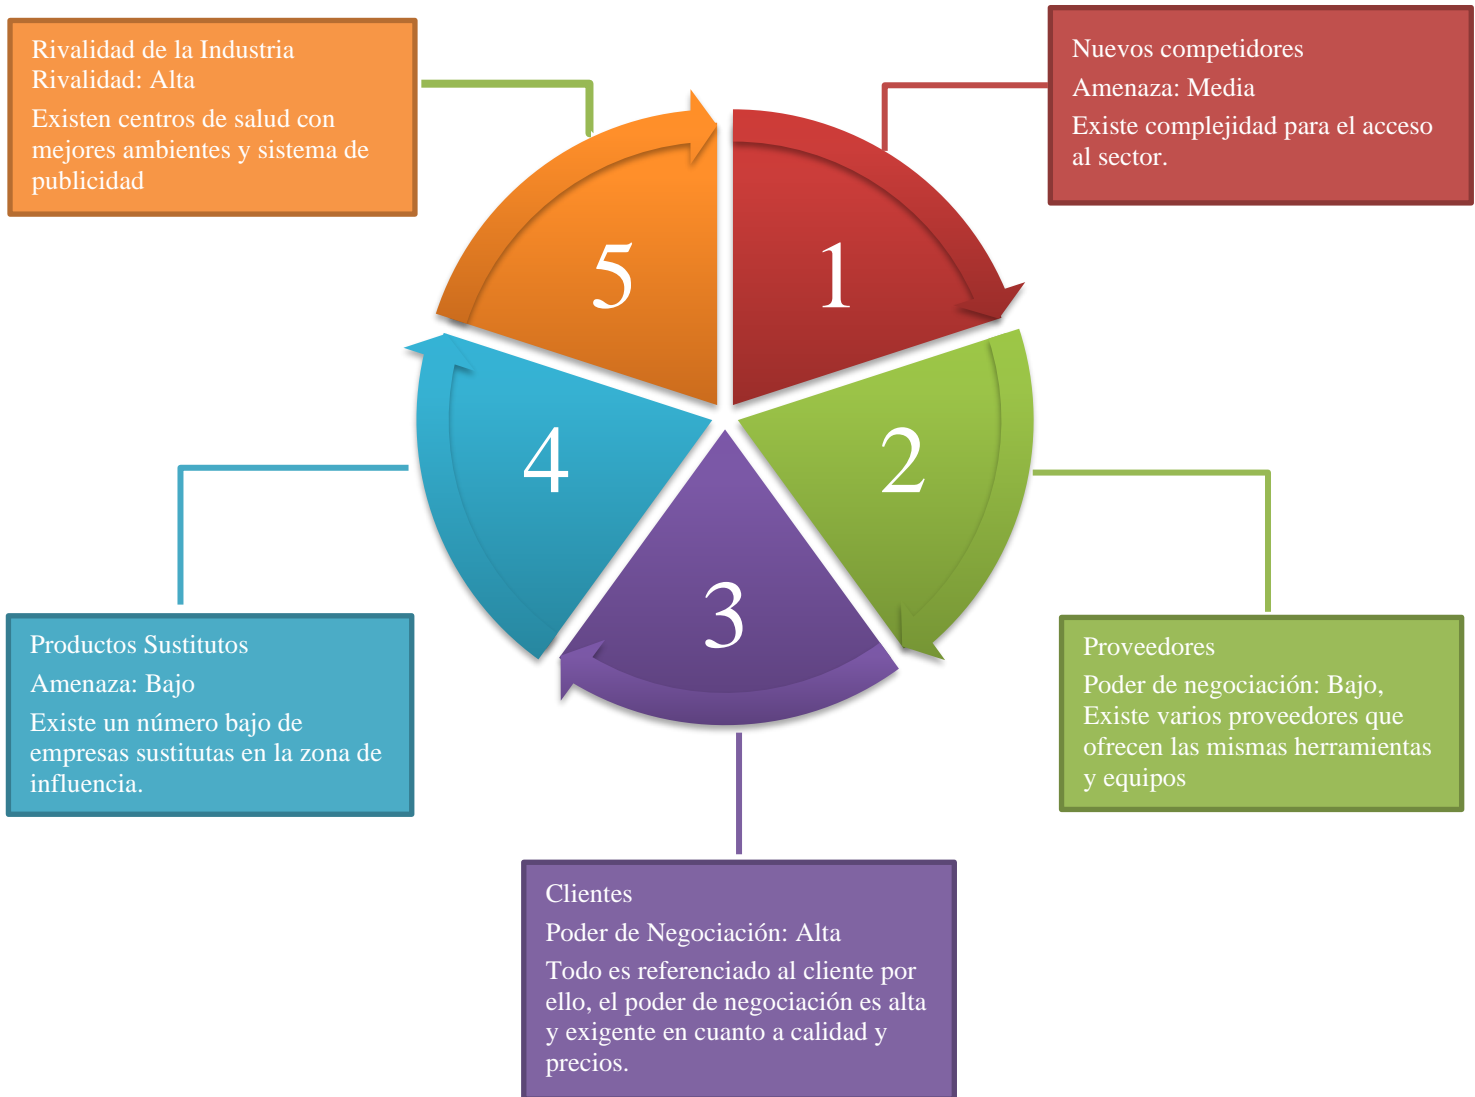 Rivalidad de la Industria
Rivalidad: Alta
Existen centros de salud con
mejores ambientes y sistema de
publicidad
Nuevos competidores
Amenaza: Media
Existe complejidad para el acceso
al sector.
5
1
4
2
3
Productos Sustitutos
Amenaza: Bajo
Existe un número bajo de
empresas sustitutas en la zona de
influencia.
Proveedores
Poder de negociación: Bajo,
Existe varios proveedores que
ofrecen las mismas herramientas
y equipos
Clientes
Poder de Negociación: Alta
Todo es referenciado al cliente por
ello, el poder de negociación es alta
y exigente en cuanto a calidad y
precios.